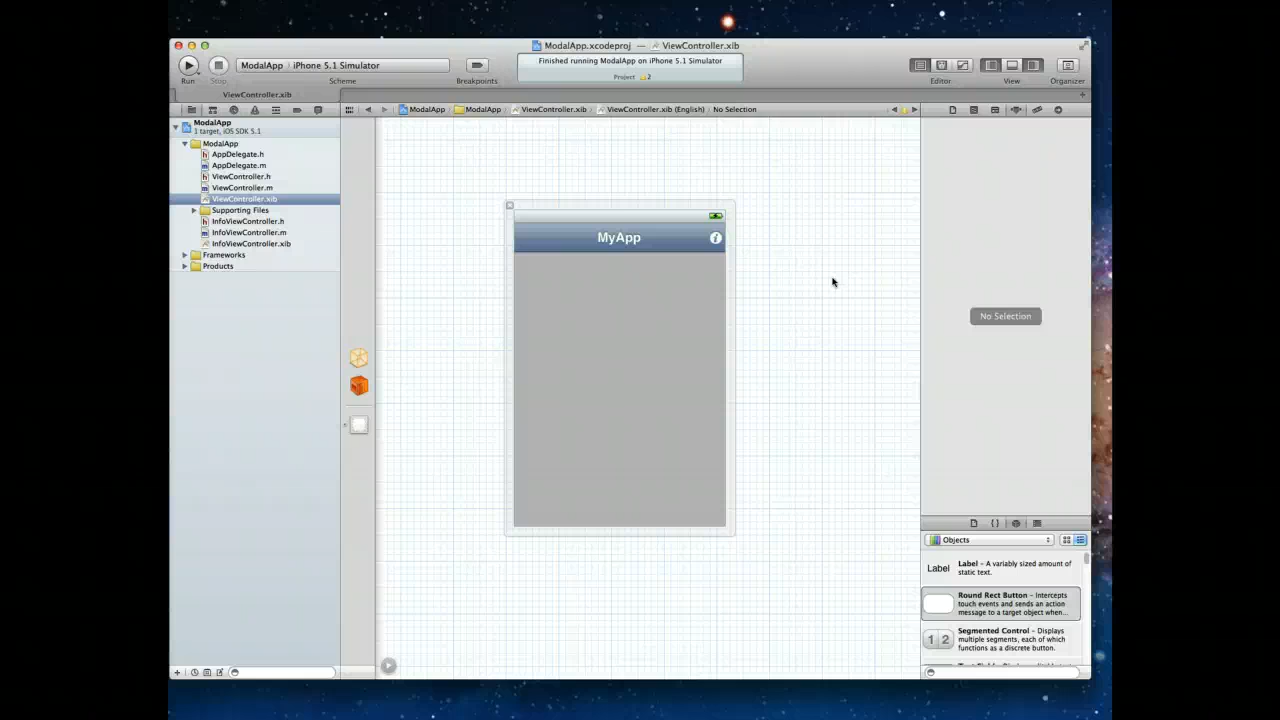 ModalApp.xcodeproj — ViewController.xib
ModalApp | iPhone 5.1 Simulator
Finished running ModalApp on iPhone 5.1 Simulator
Project 2
Run Stop Scheme Breakpoints Editor View Organizer
ViewController.xib
ModalApp ModalApp ViewController.xib ViewController.xib (English) No Selection
ModalApp
1 target, iOS SDK 5.1
ModalApp
AppDelegate.h
AppDelegate.m
ViewController.h
ViewController.m
ViewController.xib
Supporting Files
InfoViewController.h
InfoViewController.m
InfoViewController.xib
Frameworks
Products
MyApp
No Selection
Objects
Label
Label – A variably sized amount of
static text.
Round Rect Button – Intercepts
touch events and sends an action
message to a target object when...
1 2
Segmented Control – Displays
multiple segments, each of which
functions as a discrete button.